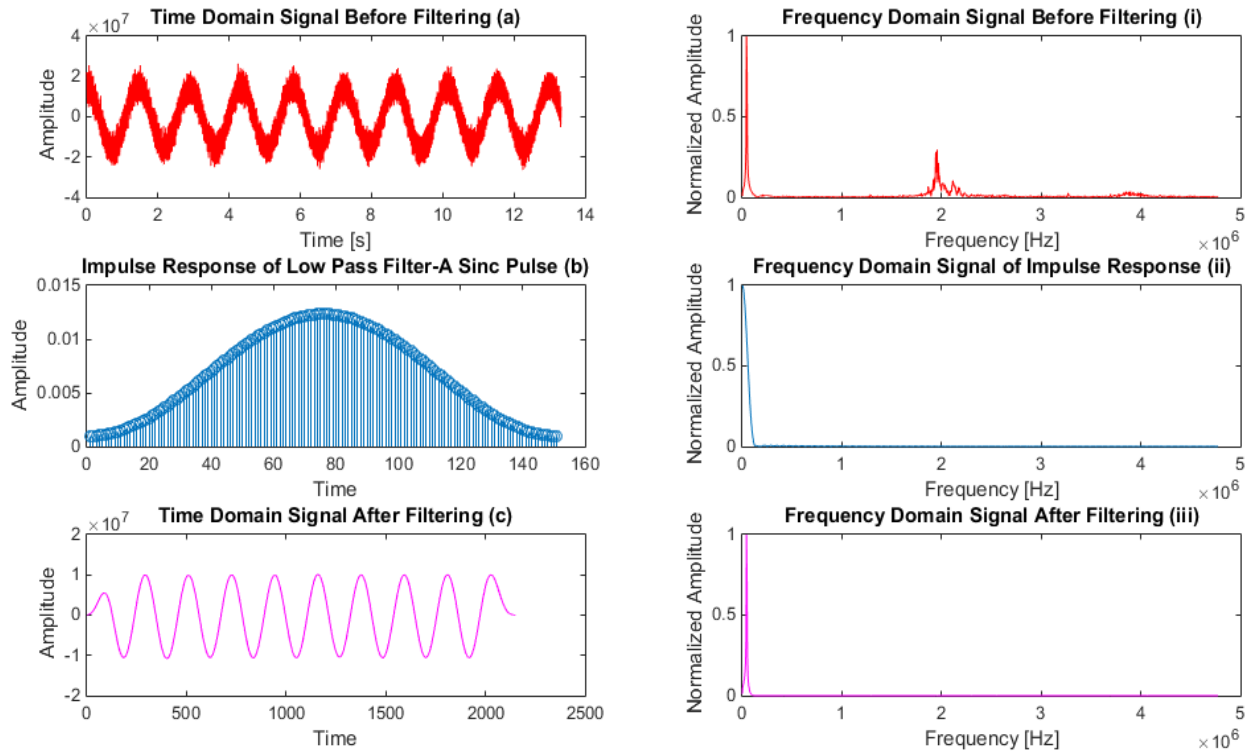 Time Domain Signal Before Filtering (a)
× 10^7
4
2
0
-2
-4
Amplitude
0 2 4 6 8 10 12 14
Time [s]
Frequency Domain Signal Before Filtering (i)
1
0.5
0
Normalized Amplitude
0 1 2 3 4 5
Frequency [Hz]
× 10^6
Impulse Response of Low Pass Filter-A Sinc Pulse (b)
0.015
0.01
0.005
0
Amplitude
0 20 40 60 80 100 120 140 160
Time
Frequency Domain Signal of Impulse Response (ii)
1
0.5
0
Normalized Amplitude
0 1 2 3 4 5
Frequency [Hz]
× 10^6
Time Domain Signal After Filtering (c)
× 10^7
2
1
0
-1
-2
Amplitude
0 500 1000 1500 2000 2500
Time
Frequency Domain Signal After Filtering (iii)
1
0.5
0
Normalized Amplitude
0 1 2 3 4 5
Frequency [Hz]
× 10^6